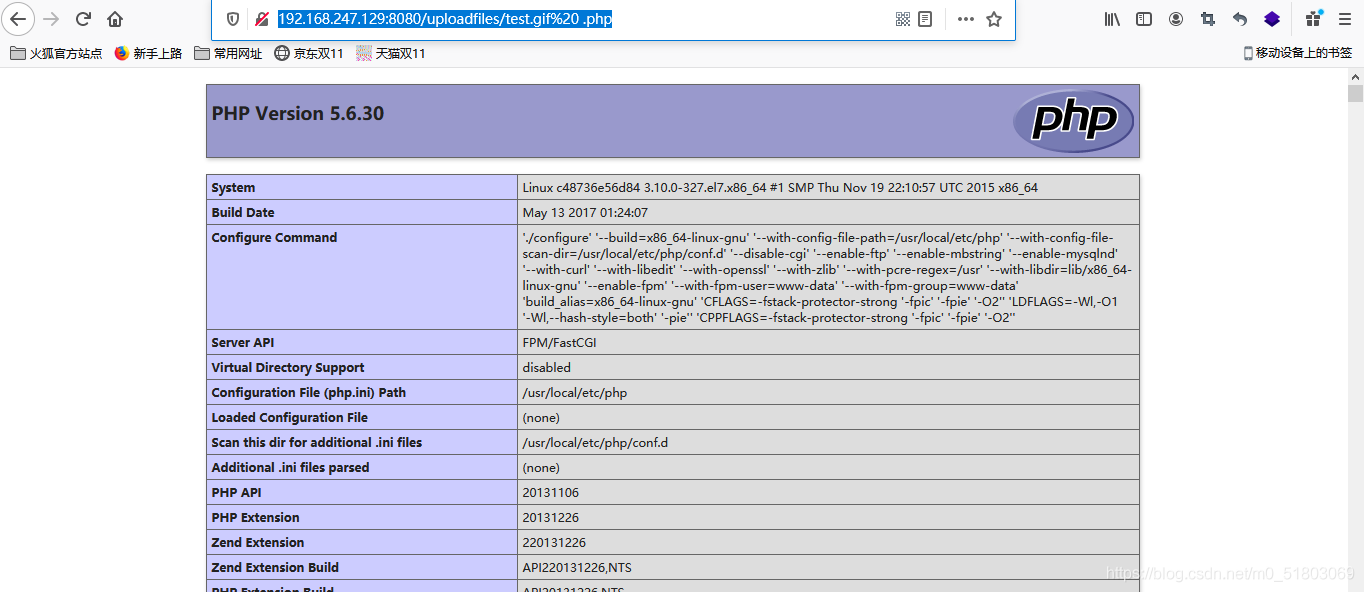 192.168.247.129:8080/uploadfiles/test.gif%20 .php
火狐官方站点 新手上路 常用网址 京东双11 天猫双11 移动设备上的书签
PHP Version 5.6.30 php
System Linux c48736e56d84 3.10.0-327.el7.x86_64 #1 SMP Thu Nov 19 22:10:57 UTC 2015 x86_64
Build Date May 13 2017 01:24:07
Configure Command './configure' '--build=x86_64-linux-gnu' '--with-config-file-path=/usr/local/etc/php' '--with-config-file-
scan-dir=/usr/local/etc/php/conf.d' '--disable-cgi' '--enable-ftp' '--enable-mbstring' '--enable-mysqlnd'
'--with-curl' '--with-libedit' '--with-openssl' '--with-zlib' '--with-pcre-regex=/usr' '--with-libdir=lib/x86_64-
linux-gnu' '--enable-fpm' '--with-fpm-user=www-data' '--with-fpm-group=www-data'
'build_alias=x86_64-linux-gnu' 'CFLAGS=-fstack-protector-strong '-fpic' '-fpie' '-O2'' 'LDFLAGS=-Wl,-O1
'-Wl,--hash-style=both' '-pie'' 'CPPFLAGS=-fstack-protector-strong '-fpic' '-fpie' '-O2''
Server API FPM/FastCGI
Virtual Directory Support disabled
Configuration File (php.ini) Path /usr/local/etc/php
Loaded Configuration File (none)
Scan this dir for additional .ini files /usr/local/etc/php/conf.d
Additional .ini files parsed (none)
PHP API 20131106
PHP Extension 20131226
Zend Extension 220131226
Zend Extension Build API220131226,NTS
PHP Extension Build API20131226,NTS
https://blog.csdn.net/m0_51803069